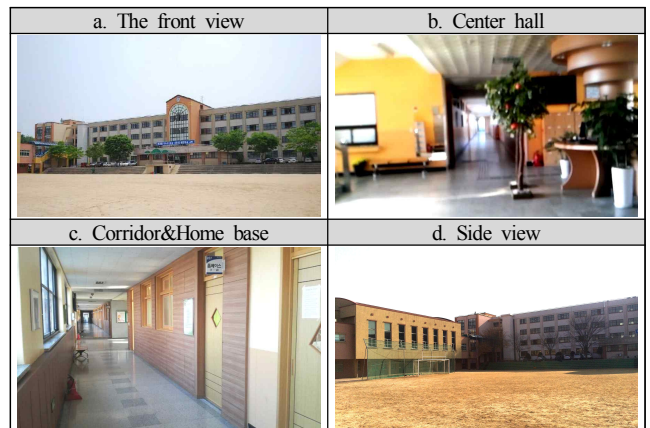 a. The front view
b. Center hall
c. Corridor&Home base
d. Side view